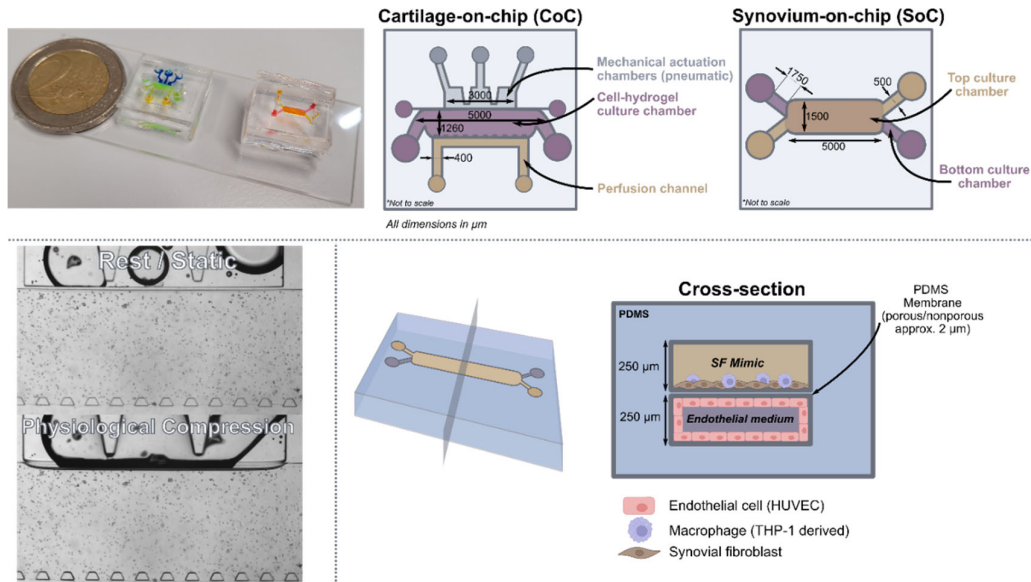 Cartilage-on-chip (CoC)
Mechanical actuation
chambers (pneumatic)
Cell-hydrogel
culture chamber
Perfusion channel
3000
5000
1260
400
*Not to scale
All dimensions in µm
Synovium-on-chip (SoC)
1750
500
1500
5000
Top culture
chamber
Bottom culture
chamber
*Not to scale
Rest / Static
Physiological Compression
Cross-section
PDMS
PDMS
Membrane
(porous/nonporous
approx. 2 µm)
250 µm
SF Mimic
250 µm
Endothelial medium
Endothelial cell (HUVEC)
Macrophage (THP-1 derived)
Synovial fibroblast